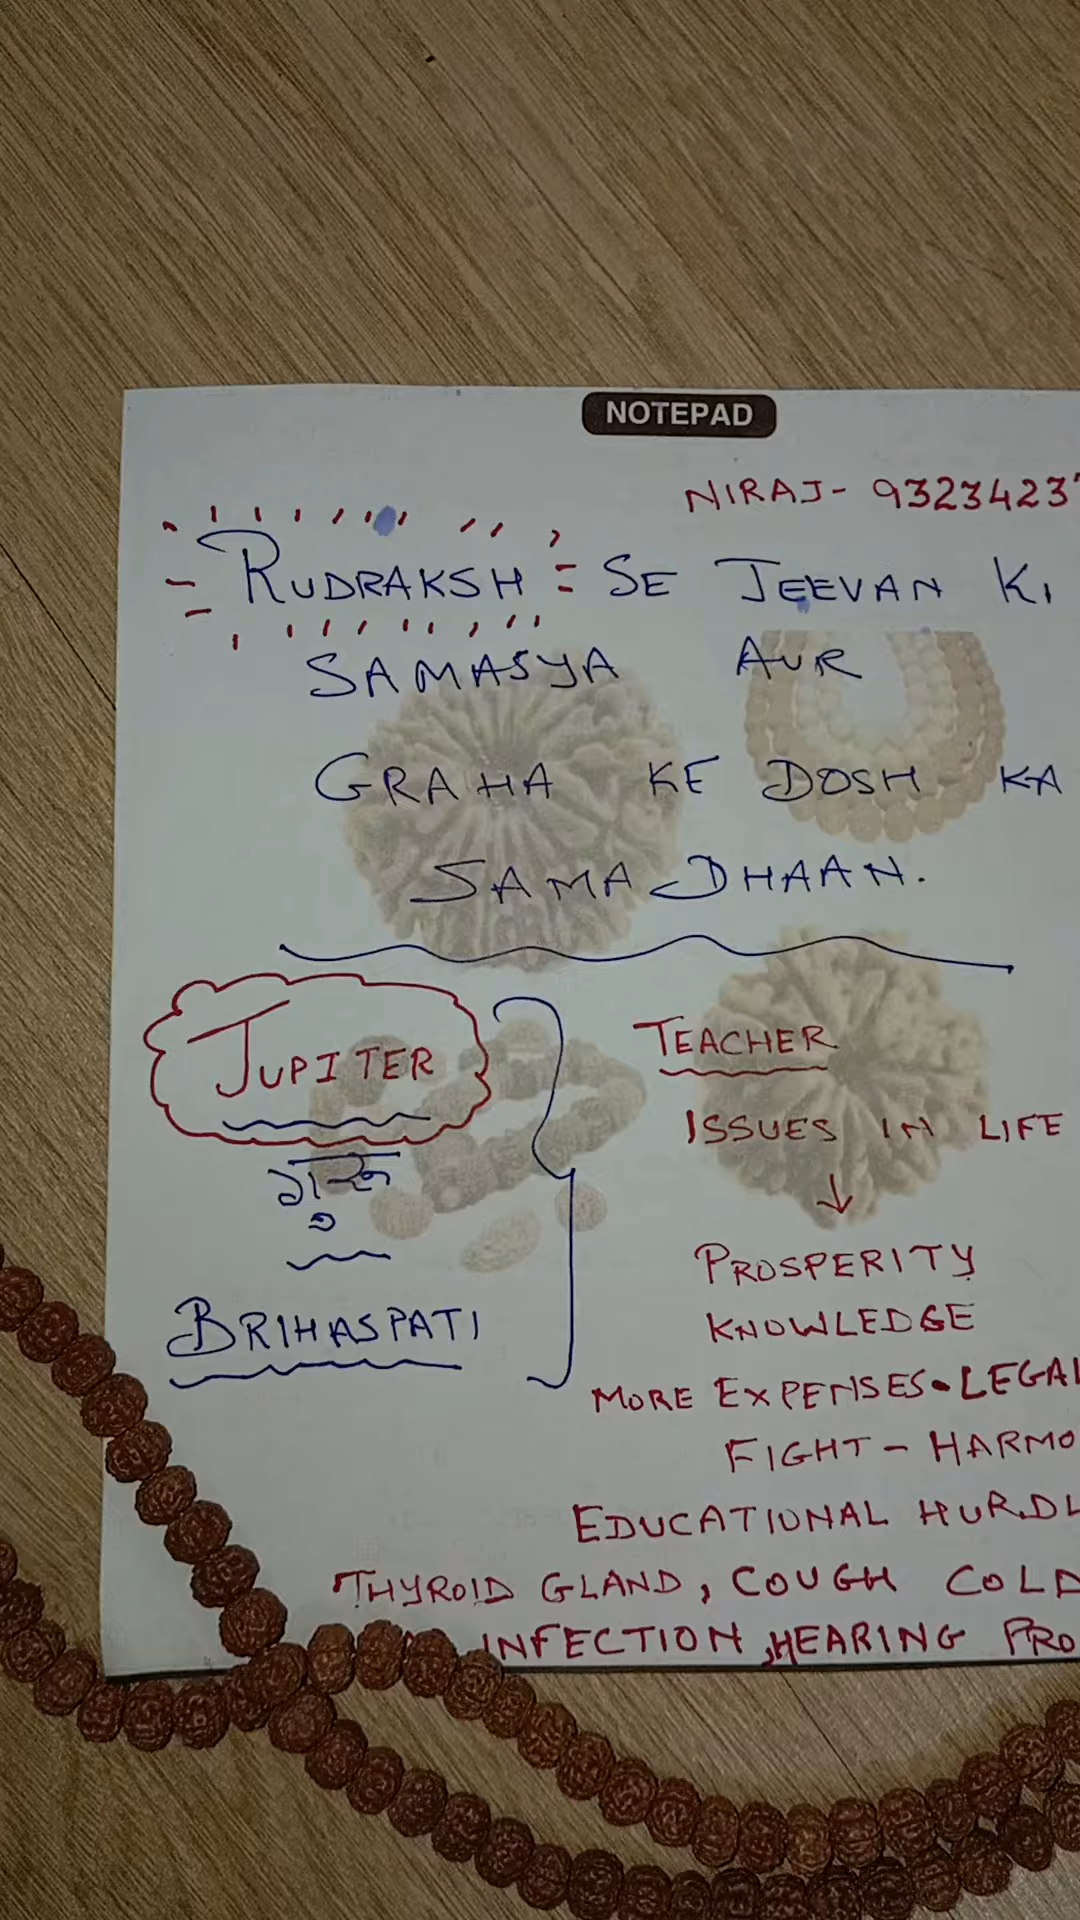 NOTEPAD
NIRAJ- 9323423
RUDRAKSH SE JEEVAN KI
SAMASYA AUR
GRAHA KE DOSH KA
SAMADHAAN.
JUPITER
गुरु
BRIHASPATI
TEACHER
ISSUES IN LIFE
↓
PROSPERITY
KNOWLEDGE
MORE EXPENSES • LEGAL
FIGHT - HARMO
EDUCATIONAL HURDL
THYROID GLAND, COUGH COLD
INFECTION, HEARING PRO